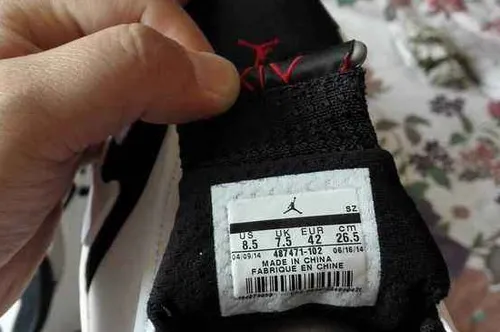 XIV
SZ
US UK EUR cm
8.5 7.5 42 26.5
04/09/14 487471-102 06/16/14
MADE IN CHINA
FABRIQUE EN CHINE